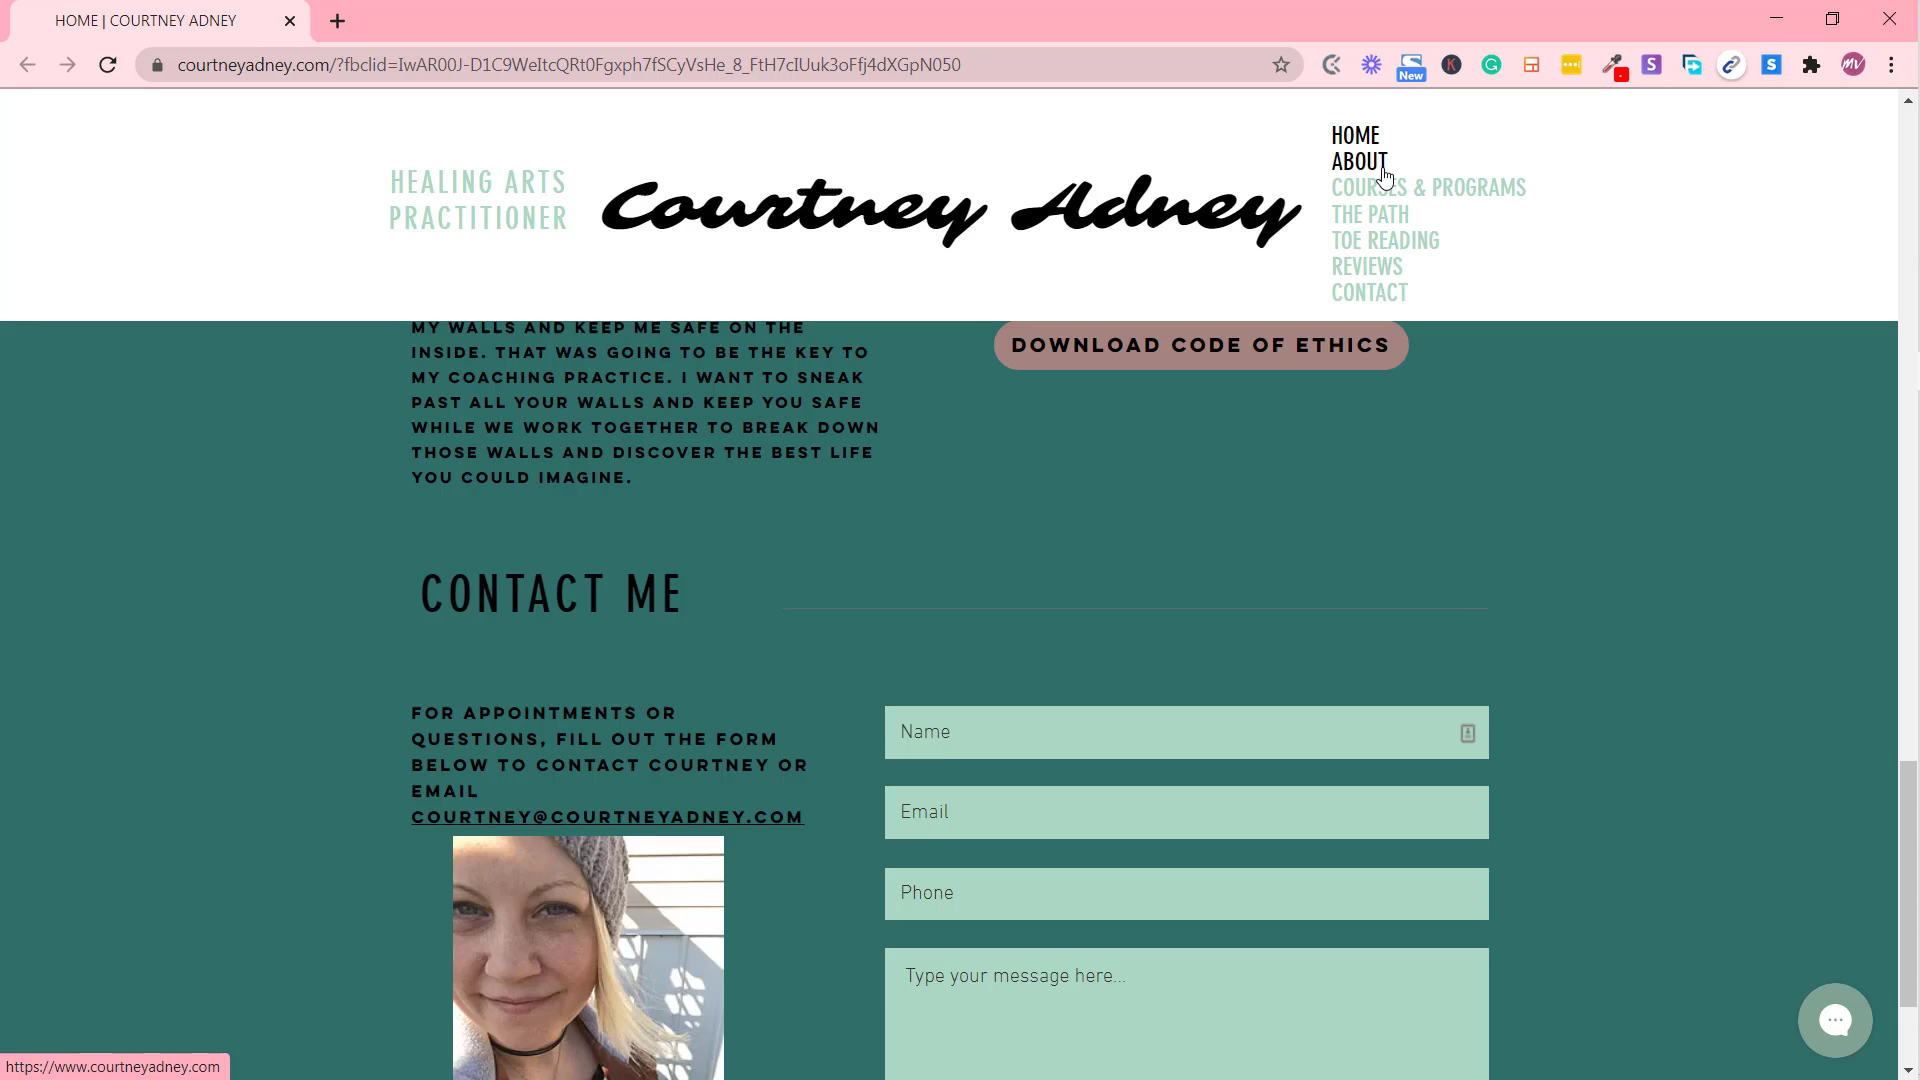 HOME | COURTNEY ADNEY
courtneyadney.com/?fbclid=IwAR00J-D1C9WeItcQRt0Fgxph7fSCyVsHe_8_FtH7cIUuk3oFfj4dXGpN050
New
K
S
S
MV
HEALING ARTS
PRACTITIONER
Courtney Adney
HOME
ABOUT
COURSES & PROGRAMS
THE PATH
TOE READING
REVIEWS
CONTACT
MY WALLS AND KEEP ME SAFE ON THE
INSIDE. THAT WAS GOING TO BE THE KEY TO
MY COACHING PRACTICE. I WANT TO SNEAK
PAST ALL YOUR WALLS AND KEEP YOU SAFE
WHILE WE WORK TOGETHER TO BREAK DOWN
THOSE WALLS AND DISCOVER THE BEST LIFE
YOU COULD IMAGINE.
DOWNLOAD CODE OF ETHICS
CONTACT ME
FOR APPOINTMENTS OR
QUESTIONS, FILL OUT THE FORM
BELOW TO CONTACT COURTNEY OR
EMAIL
COURTNEY@COURTNEYADNEY.COM
Name
Email
Phone
Type your message here...
https://www.courtneyadney.com